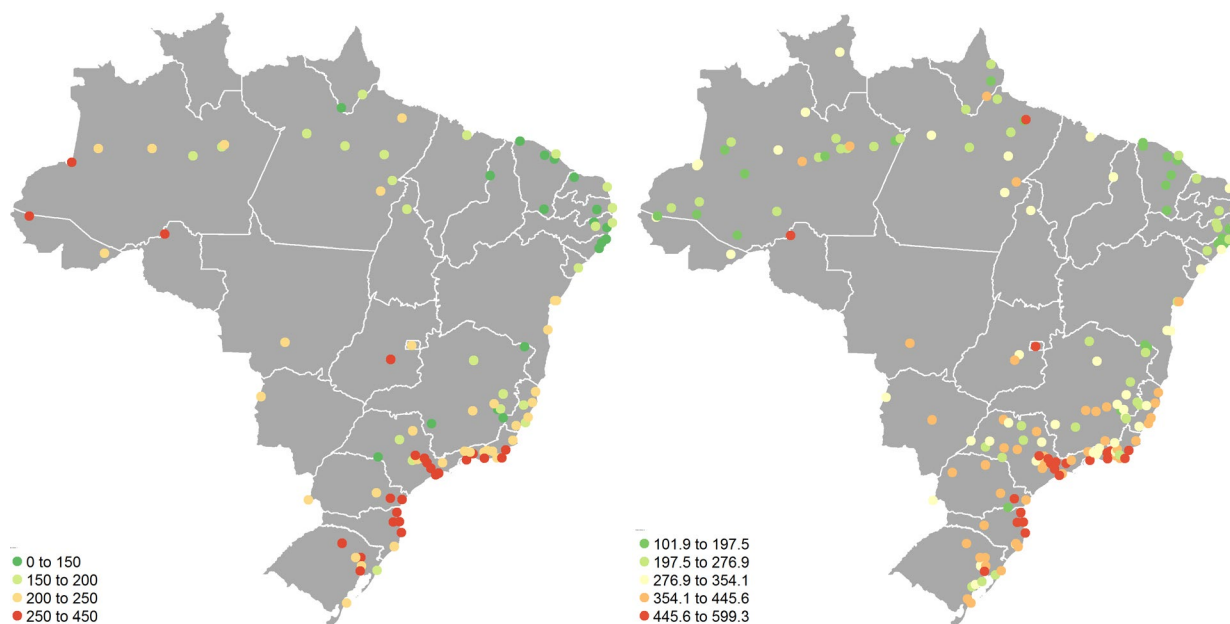 0 to 150
150 to 200
200 to 250
250 to 450
101.9 to 197.5
197.5 to 276.9
276.9 to 354.1
354.1 to 445.6
445.6 to 599.3